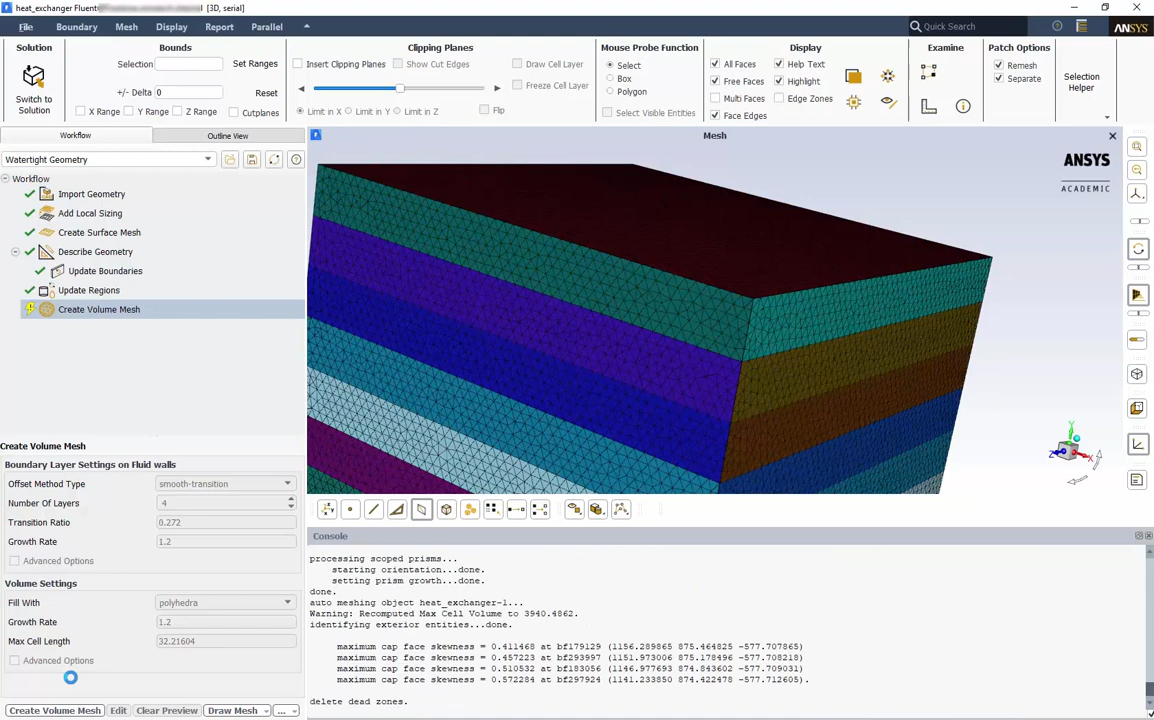 heat_exchanger Fluent [3D, serial]
File Boundary Mesh Display Report Parallel Quick Search ANSYS
Solution Bounds Clipping Planes Mouse Probe Function Display Examine Patch Options
Switch to Solution
Selection Set Ranges
+/- Delta 0 Reset
X Range Y Range Z Range Cutplanes
Insert Clipping Planes Show Cut Edges Draw Cell Layer
Freeze Cell Layer
Limit in X Limit in Y Limit in Z Flip
Select
Box
Polygon
Select Visible Entities
All Faces Help Text
Free Faces Highlight
Multi Faces Edge Zones
Face Edges
Remesh
Separate
Selection Helper
Workflow Outline View
Watertight Geometry
Workflow
Import Geometry
Add Local Sizing
Create Surface Mesh
Describe Geometry
Update Boundaries
Update Regions
Create Volume Mesh
Create Volume Mesh
Boundary Layer Settings on Fluid walls
Offset Method Type smooth-transition
Number Of Layers 4
Transition Ratio 0.272
Growth Rate 1.2
Advanced Options
Volume Settings
Fill With polyhedra
Growth Rate 1.2
Max Cell Length 32.21604
Advanced Options
Create Volume Mesh Edit Clear Preview Draw Mesh ...
Mesh
ANSYS
ACADEMIC
Y
Z
X
Console
processing scoped prisms...
starting orientation...done.
setting prism growth...done.
done.
auto meshing object heat_exchanger-1...
Warning: Recomputed Max Cell Volume to 3940.4862.
identifying exterior entities...done.
maximum cap face skewness = 0.411468 at bf179129 (1156.289865 875.464825 -577.707865)
maximum cap face skewness = 0.457223 at bf293997 (1151.973006 875.178496 -577.708218)
maximum cap face skewness = 0.510532 at bf183056 (1146.977693 874.843602 -577.709031)
maximum cap face skewness = 0.572284 at bf297924 (1141.233850 874.422478 -577.712605).
delete dead zones.